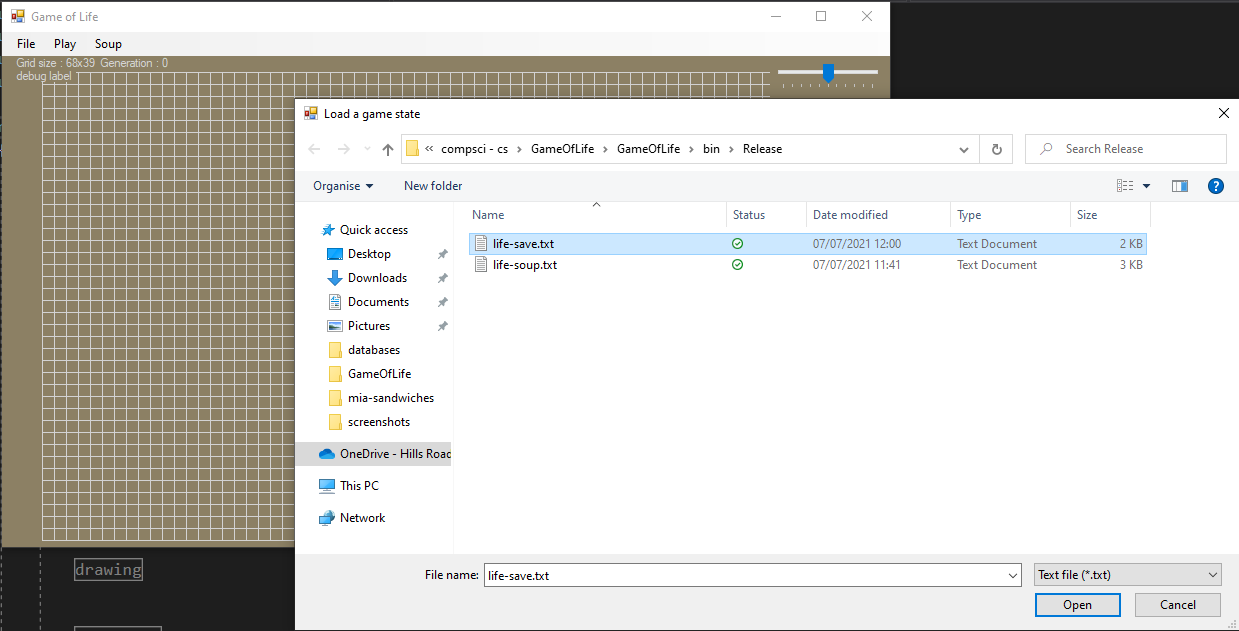 Game of Life
File Play Soup
Grid size : 68x39 Generation : 0
debug label
Load a game state
« compsci - cs > GameOfLife > GameOfLife > bin > Release
Search Release
Organise New folder
Name Status Date modified Type Size
Quick access
Desktop
Downloads
Documents
Pictures
databases
GameOfLife
mia-sandwiches
screenshots
OneDrive - Hills Road
This PC
Network
life-save.txt 07/07/2021 12:00 Text Document 2 KB
life-soup.txt 07/07/2021 11:41 Text Document 3 KB
File name: life-save.txt Text file (*.txt)
Open Cancel
drawing